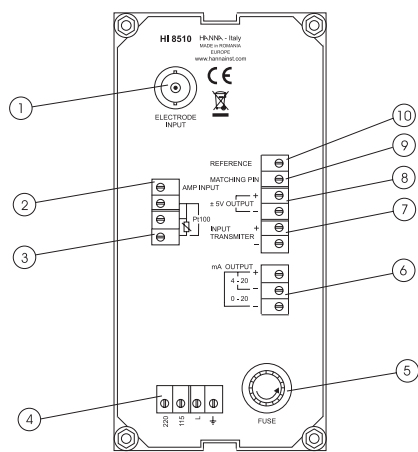 HI 8510 HANNA - Italy
MADE in ROMANIA
EUROPE
www.hannainst.com
CE
ELECTRODE
INPUT
1
REFERENCE
10
MATCHING PIN
9
AMP INPUT
2
± 5V OUTPUT
+
-
8
Pt100
INPUT
TRANSMITER
+
-
7
3
mA OUTPUT
+
4 - 20
-
0 - 20
-
6
5
4
220
115
L
FUSE